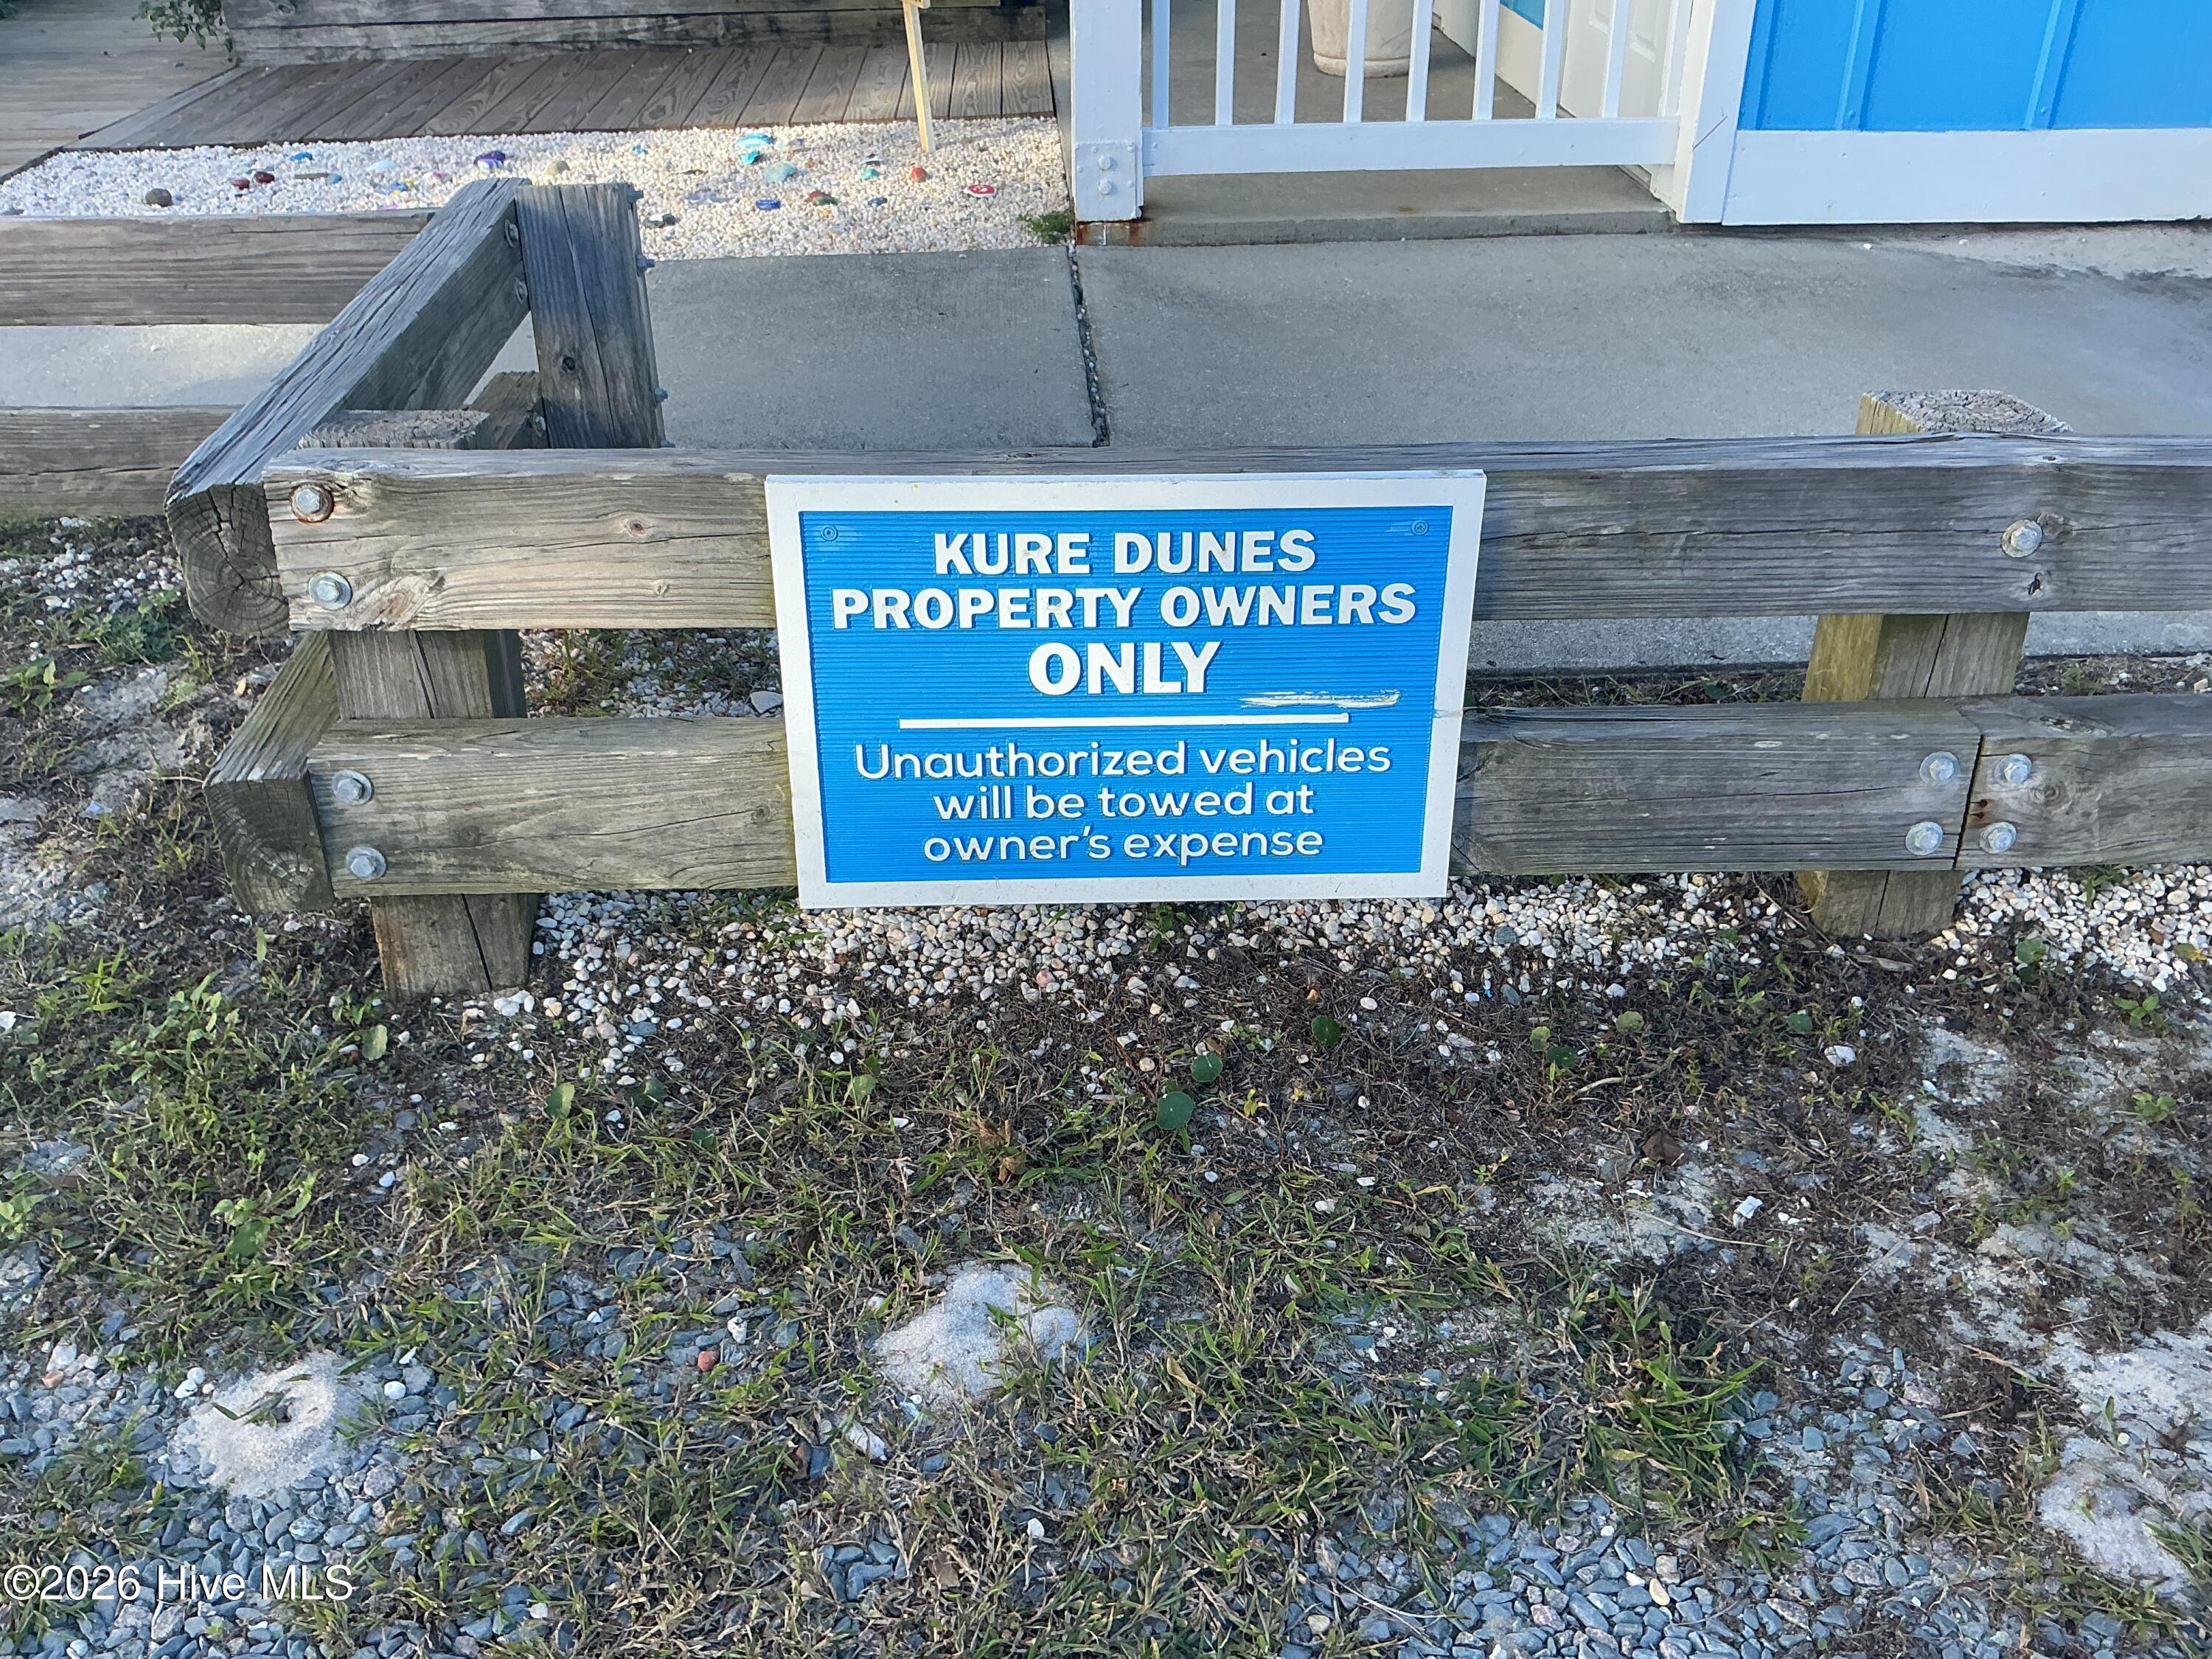 KURE DUNES
PROPERTY OWNERS
ONLY
Unauthorized vehicles
will be towed at
owner's expense
©2026 Hive MLS